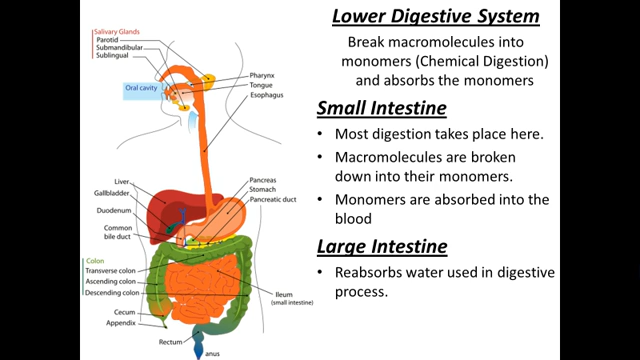 Salivary Glands
Parotid
Submandibular
Sublingual
Oral cavity
Pharynx
Tongue
Esophagus
Liver
Gallbladder
Duodenum
Common
bile duct
Pancreas
Stomach
Pancreatic duct
Colon
Transverse colon
Ascending colon
Descending colon
Cecum
Appendix
Ileum
(small intestine)
Rectum
anus
Lower Digestive System
Break macromolecules into
monomers (Chemical Digestion)
and absorbs the monomers
Small Intestine
• Most digestion takes place here.
• Macromolecules are broken
down into their monomers.
• Monomers are absorbed into the
blood
Large Intestine
• Reabsorbs water used in digestive
process.